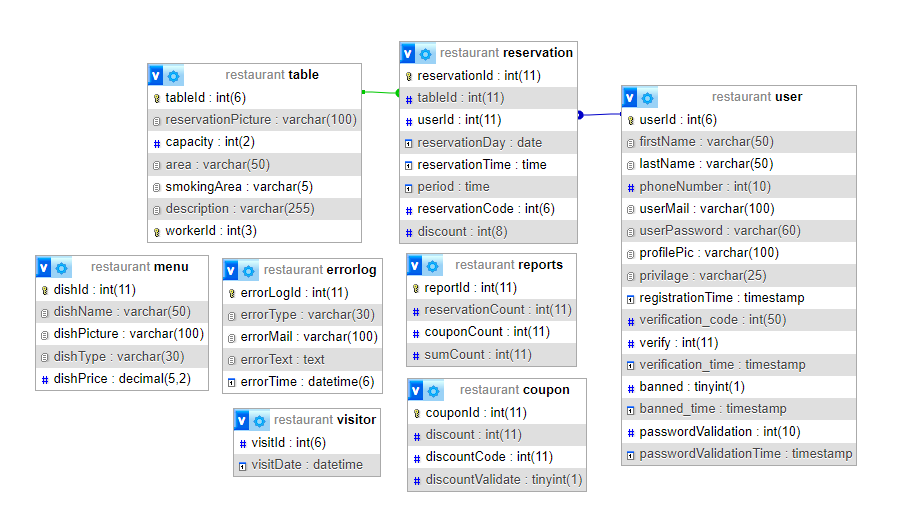 restaurant table
tableId : int(6)
reservationPicture : varchar(100)
capacity : int(2)
area : varchar(50)
smokingArea : varchar(5)
description : varchar(255)
workerId : int(3)
restaurant reservation
reservationId : int(11)
tableId : int(11)
userId : int(11)
reservationDay : date
reservationTime : time
period : time
reservationCode : int(6)
discount : int(8)
restaurant user
userId : int(6)
firstName : varchar(50)
lastName : varchar(50)
phoneNumber : int(10)
userMail : varchar(100)
userPassword : varchar(60)
profilePic : varchar(100)
privilage : varchar(25)
registrationTime : timestamp
verification_code : int(50)
verify : int(11)
verification_time : timestamp
banned : tinyint(1)
banned_time : timestamp
passwordValidation : int(10)
passwordValidationTime : timestamp
restaurant menu
dishId : int(11)
dishName : varchar(50)
dishPicture : varchar(100)
dishType : varchar(30)
dishPrice : decimal(5,2)
restaurant errorlog
errorLogId : int(11)
errorType : varchar(30)
errorMail : varchar(100)
errorText : text
errorTime : datetime(6)
restaurant reports
reportId : int(11)
reservationCount : int(11)
couponCount : int(11)
sumCount : int(11)
restaurant visitor
visitId : int(6)
visitDate : datetime
restaurant coupon
couponId : int(11)
discount : int(11)
discountCode : int(11)
discountValidate : tinyint(1)